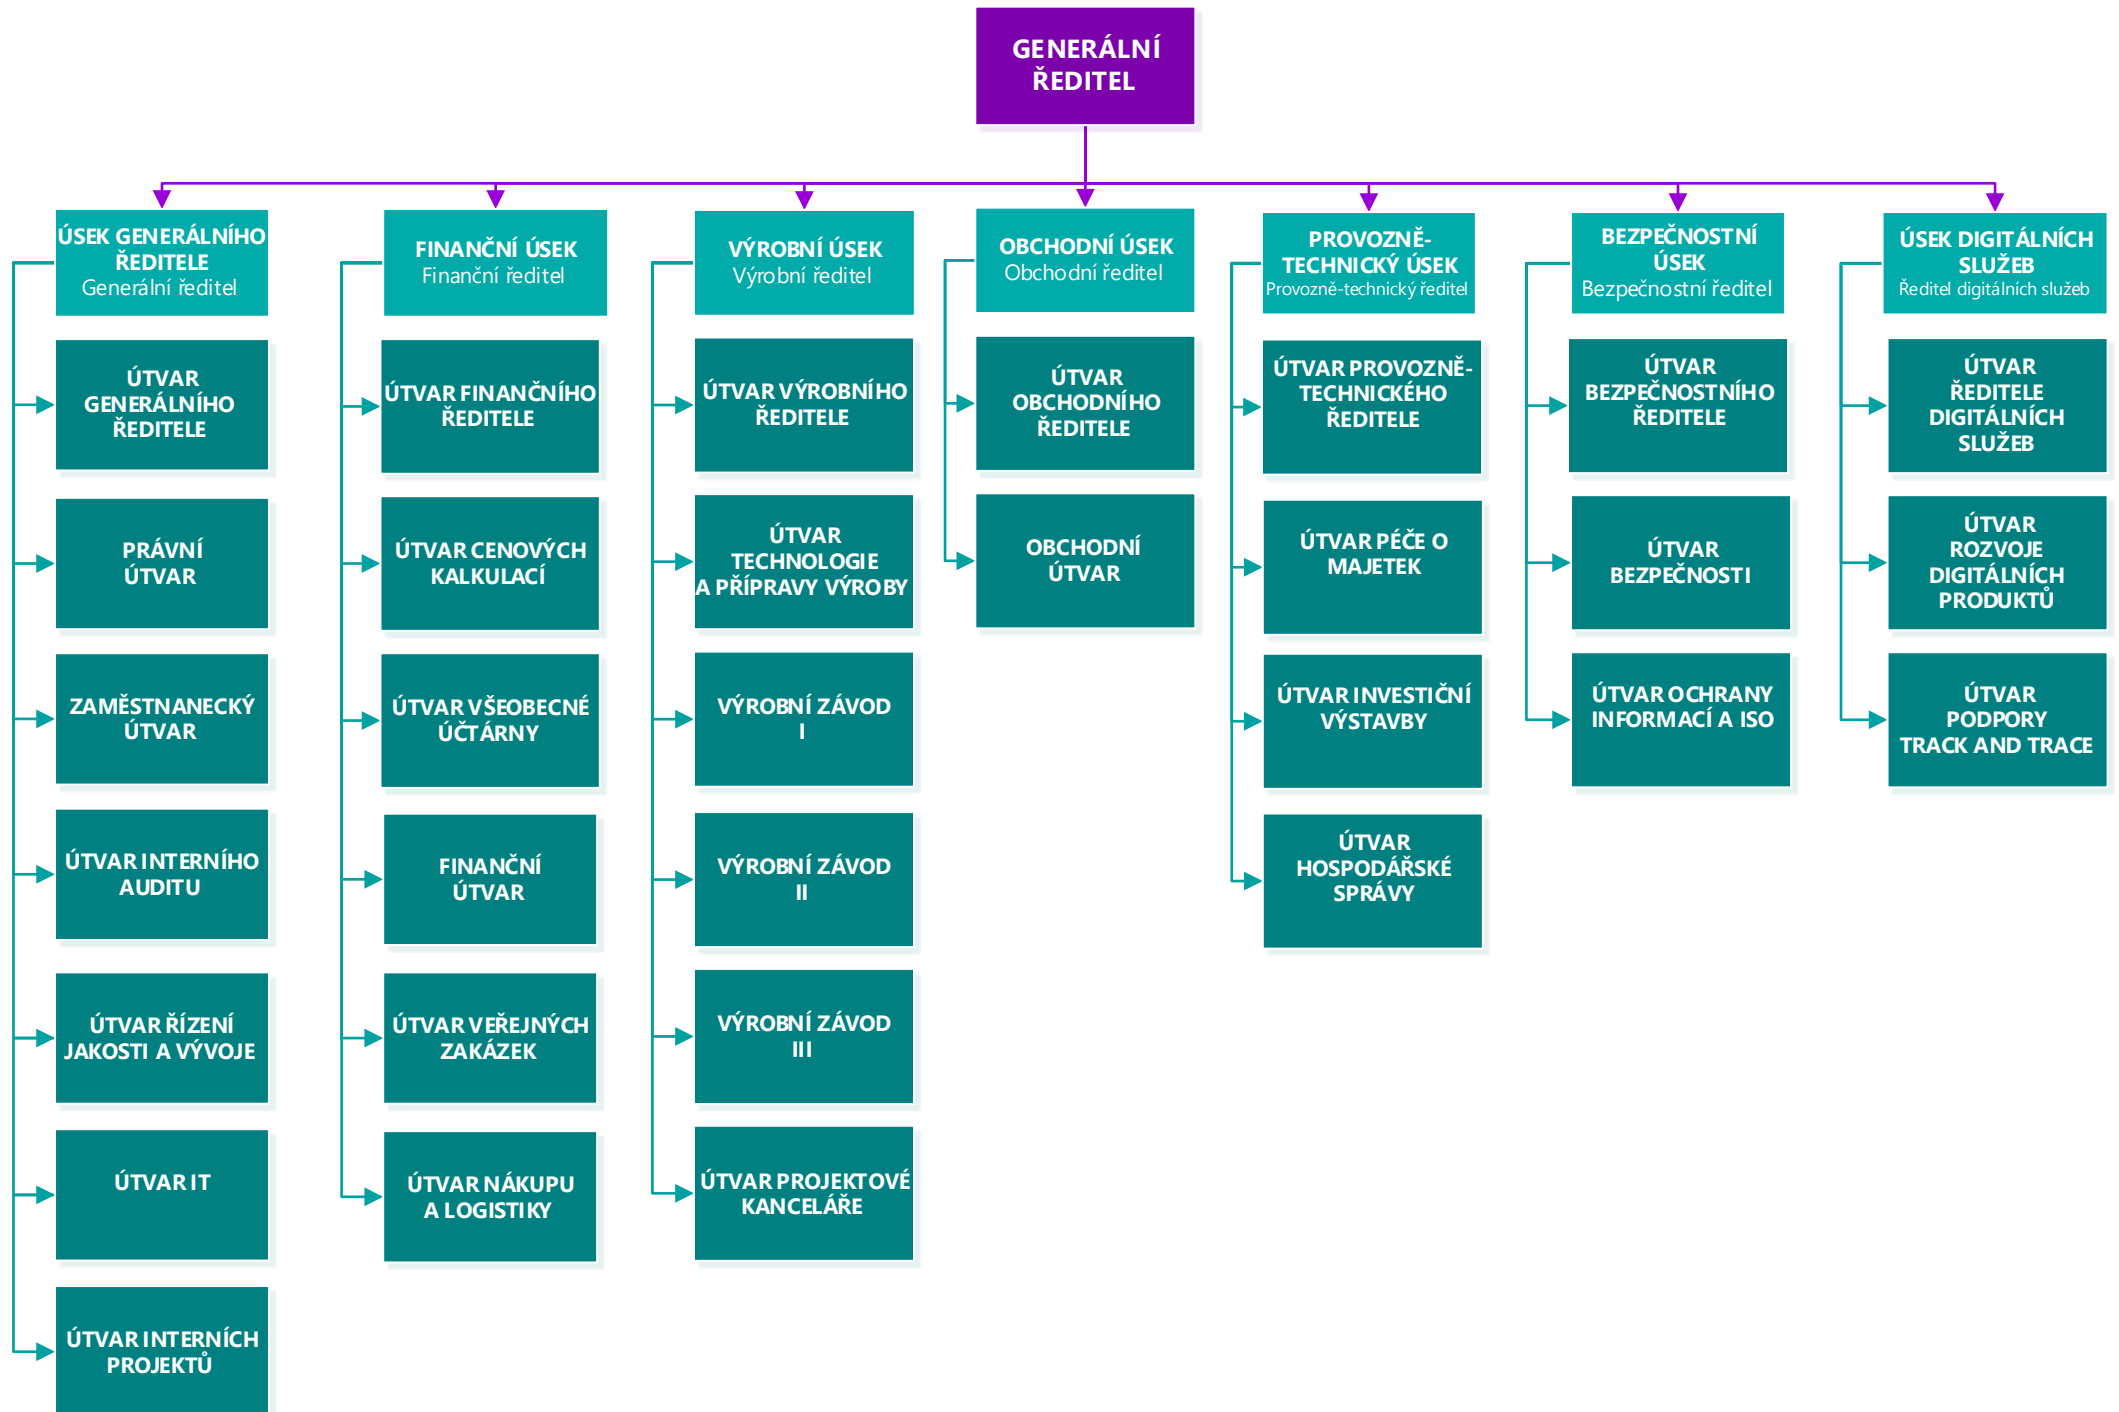 GENERÁLNÍ
ŘEDITEL
ÚSEK GENERÁLNÍHO
ŘEDITELE
Generální ředitel
ÚTVAR
GENERÁLNÍHO
ŘEDITELE
PRÁVNÍ
ÚTVAR
ZAMĚSTNANECKÝ
ÚTVAR
ÚTVAR INTERNÍHO
AUDITU
ÚTVAR ŘÍZENÍ
JAKOSTI A VÝVOJE
ÚTVAR IT
ÚTVAR INTERNÍCH
PROJEKTŮ
FINANČNÍ ÚSEK
Finanční ředitel
ÚTVAR FINANČNÍHO
ŘEDITELE
ÚTVAR CENOVÝCH
KALKULACÍ
ÚTVAR VŠEOBECNÉ
ÚČTÁRNY
FINANČNÍ
ÚTVAR
ÚTVAR VEŘEJNÝCH
ZAKÁZEK
ÚTVAR NÁKUPU
A LOGISTIKY
VÝROBNÍ ÚSEK
Výrobní ředitel
ÚTVAR VÝROBNÍHO
ŘEDITELE
ÚTVAR
TECHNOLOGIE
A PŘÍPRAVY VÝROBY
VÝROBNÍ ZÁVOD
I
VÝROBNÍ ZÁVOD
II
VÝROBNÍ ZÁVOD
III
ÚTVAR PROJEKTOVÉ
KANCELÁŘE
OBCHODNÍ ÚSEK
Obchodní ředitel
ÚTVAR
OBCHODNÍHO
ŘEDITELE
OBCHODNÍ
ÚTVAR
PROVOZNĚ-
TECHNICKÝ ÚSEK
Provozně-technický ředitel
ÚTVAR PROVOZNĚ-
TECHNICKÉHO
ŘEDITELE
ÚTVAR PÉČE O
MAJETEK
ÚTVAR INVESTIČNÍ
VÝSTAVBY
ÚTVAR
HOSPODÁŘSKÉ
SPRÁVY
BEZPEČNOSTNÍ
ÚSEK
Bezpečnostní ředitel
ÚTVAR
BEZPEČNOSTNÍHO
ŘEDITELE
ÚTVAR
BEZPEČNOSTI
ÚTVAR OCHRANY
INFORMACÍ A ISO
ÚSEK DIGITÁLNÍCH
SLUŽEB
Ředitel digitálních služeb
ÚTVAR
ŘEDITELE
DIGITÁLNÍCH
SLUŽEB
ÚTVAR
ROZVOJE
DIGITÁLNÍCH
PRODUKTŮ
ÚTVAR
PODPORY
TRACK AND TRACE